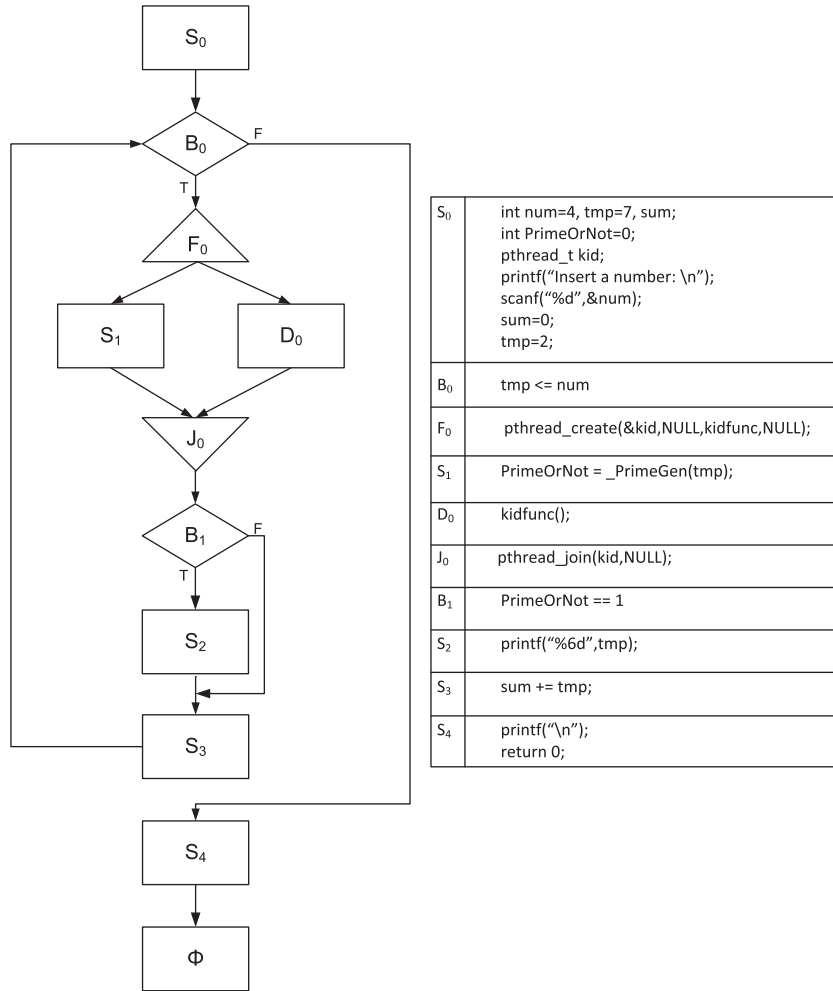 S₀
B₀
F
T
F₀
S₁
D₀
J₀
B₁
F
T
S₂
S₃
S₄
Φ
S₀ int num=4, tmp=7, sum;
int PrimeOrNot=0;
pthread_t kid;
printf(“Insert a number: \n”);
scanf(“%d”,&num);
sum=0;
tmp=2;
B₀ tmp <= num
F₀ pthread_create(&kid,NULL,kidfunc,NULL);
S₁ PrimeOrNot = _PrimeGen(tmp);
D₀ kidfunc();
J₀ pthread_join(kid,NULL);
B₁ PrimeOrNot == 1
S₂ printf(“%6d”,tmp);
S₃ sum += tmp;
S₄ printf(“\n”);
return 0;